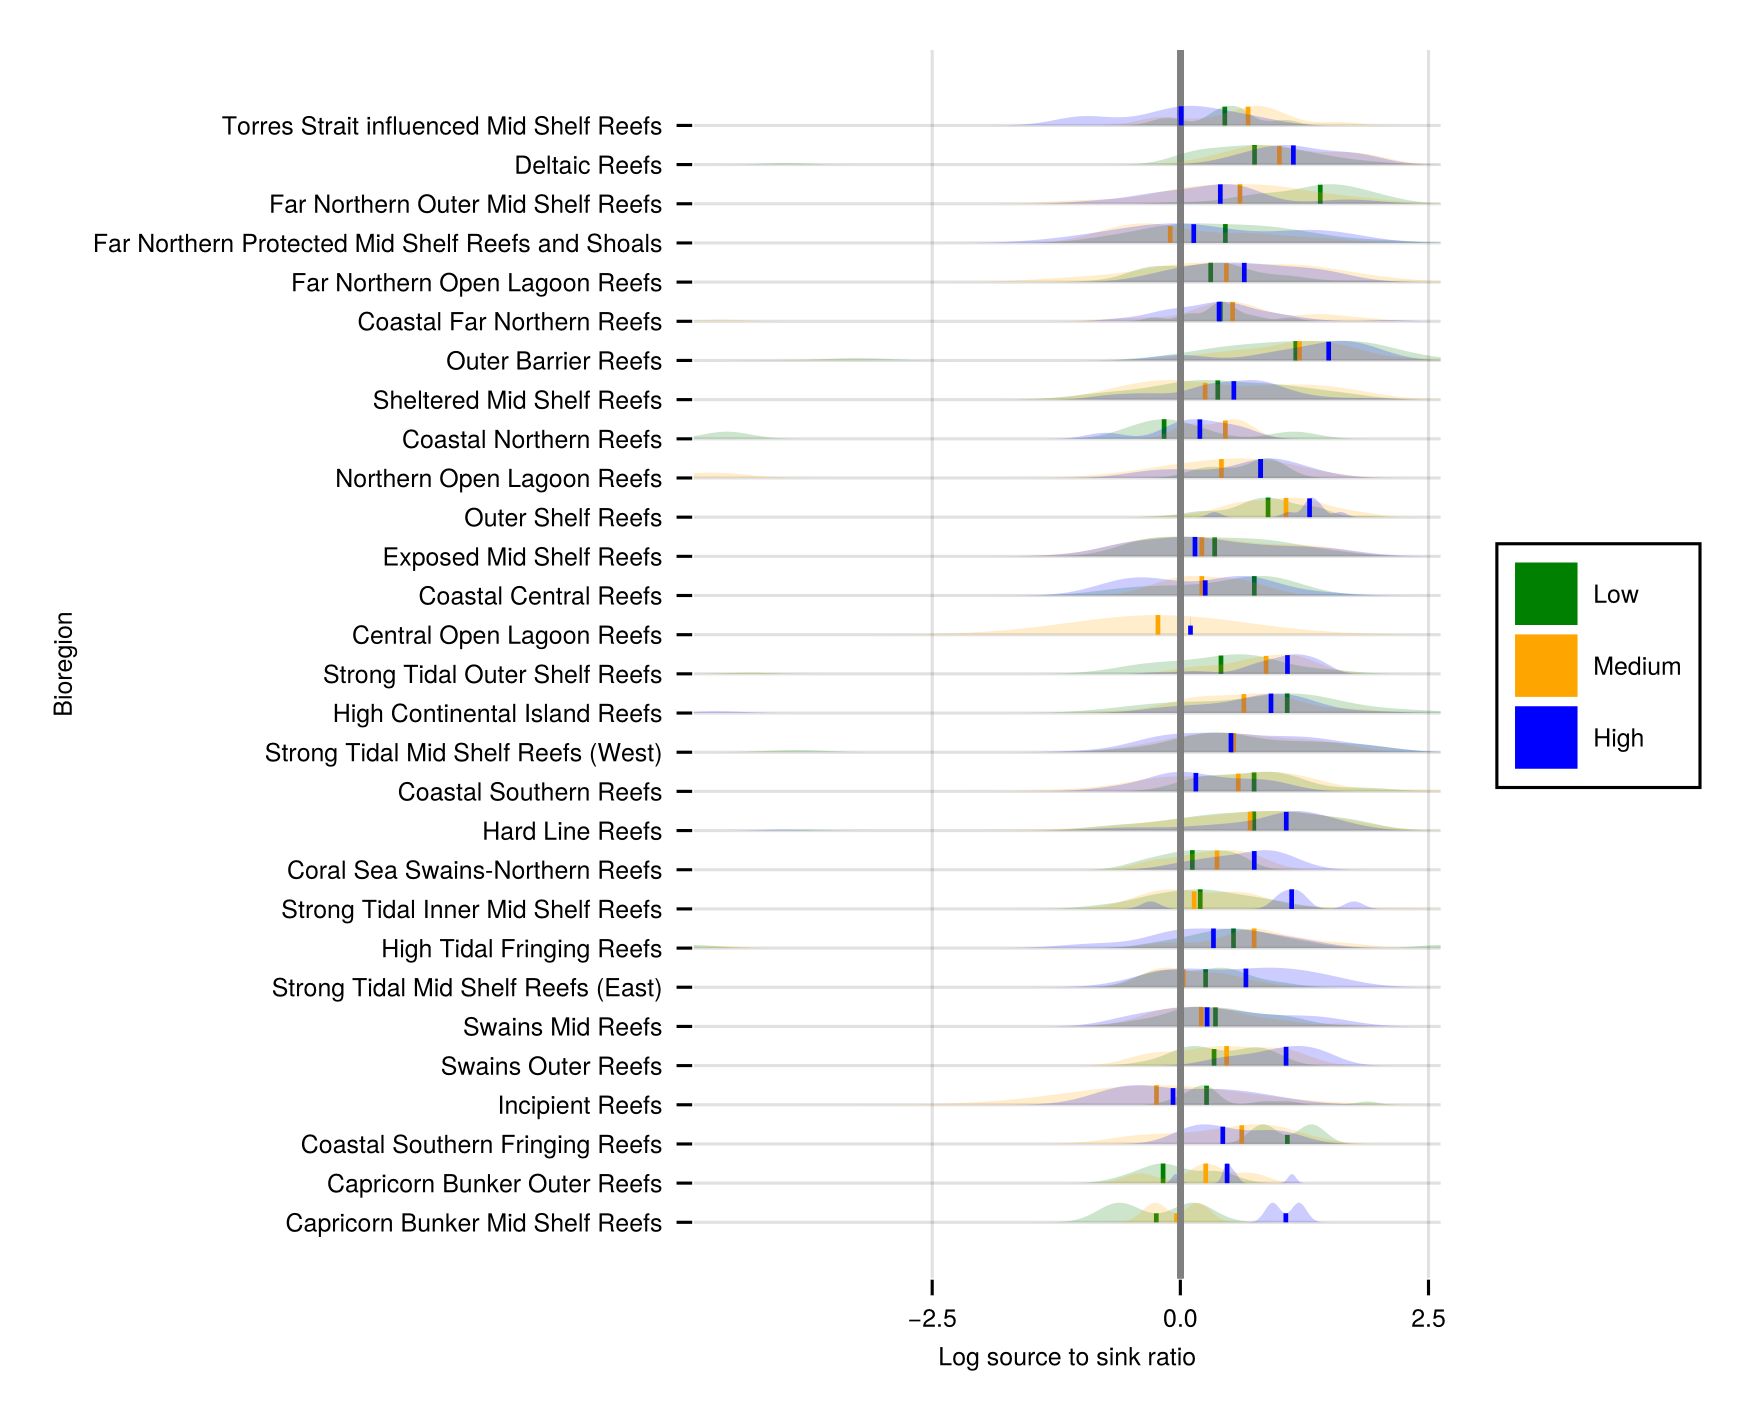 Torres Strait influenced Mid Shelf Reefs
Deltaic Reefs
Far Northern Outer Mid Shelf Reefs
Far Northern Protected Mid Shelf Reefs and Shoals
Far Northern Open Lagoon Reefs
Coastal Far Northern Reefs
Outer Barrier Reefs
Sheltered Mid Shelf Reefs
Coastal Northern Reefs
Northern Open Lagoon Reefs
Outer Shelf Reefs
Exposed Mid Shelf Reefs
Coastal Central Reefs
Central Open Lagoon Reefs
Strong Tidal Outer Shelf Reefs
High Continental Island Reefs
Strong Tidal Mid Shelf Reefs (West)
Coastal Southern Reefs
Hard Line Reefs
Coral Sea Swains-Northern Reefs
Strong Tidal Inner Mid Shelf Reefs
High Tidal Fringing Reefs
Strong Tidal Mid Shelf Reefs (East)
Swains Mid Reefs
Swains Outer Reefs
Incipient Reefs
Coastal Southern Fringing Reefs
Capricorn Bunker Outer Reefs
Capricorn Bunker Mid Shelf Reefs
Bioregion
−2.5
0.0
2.5
Log source to sink ratio
Low
Medium
High